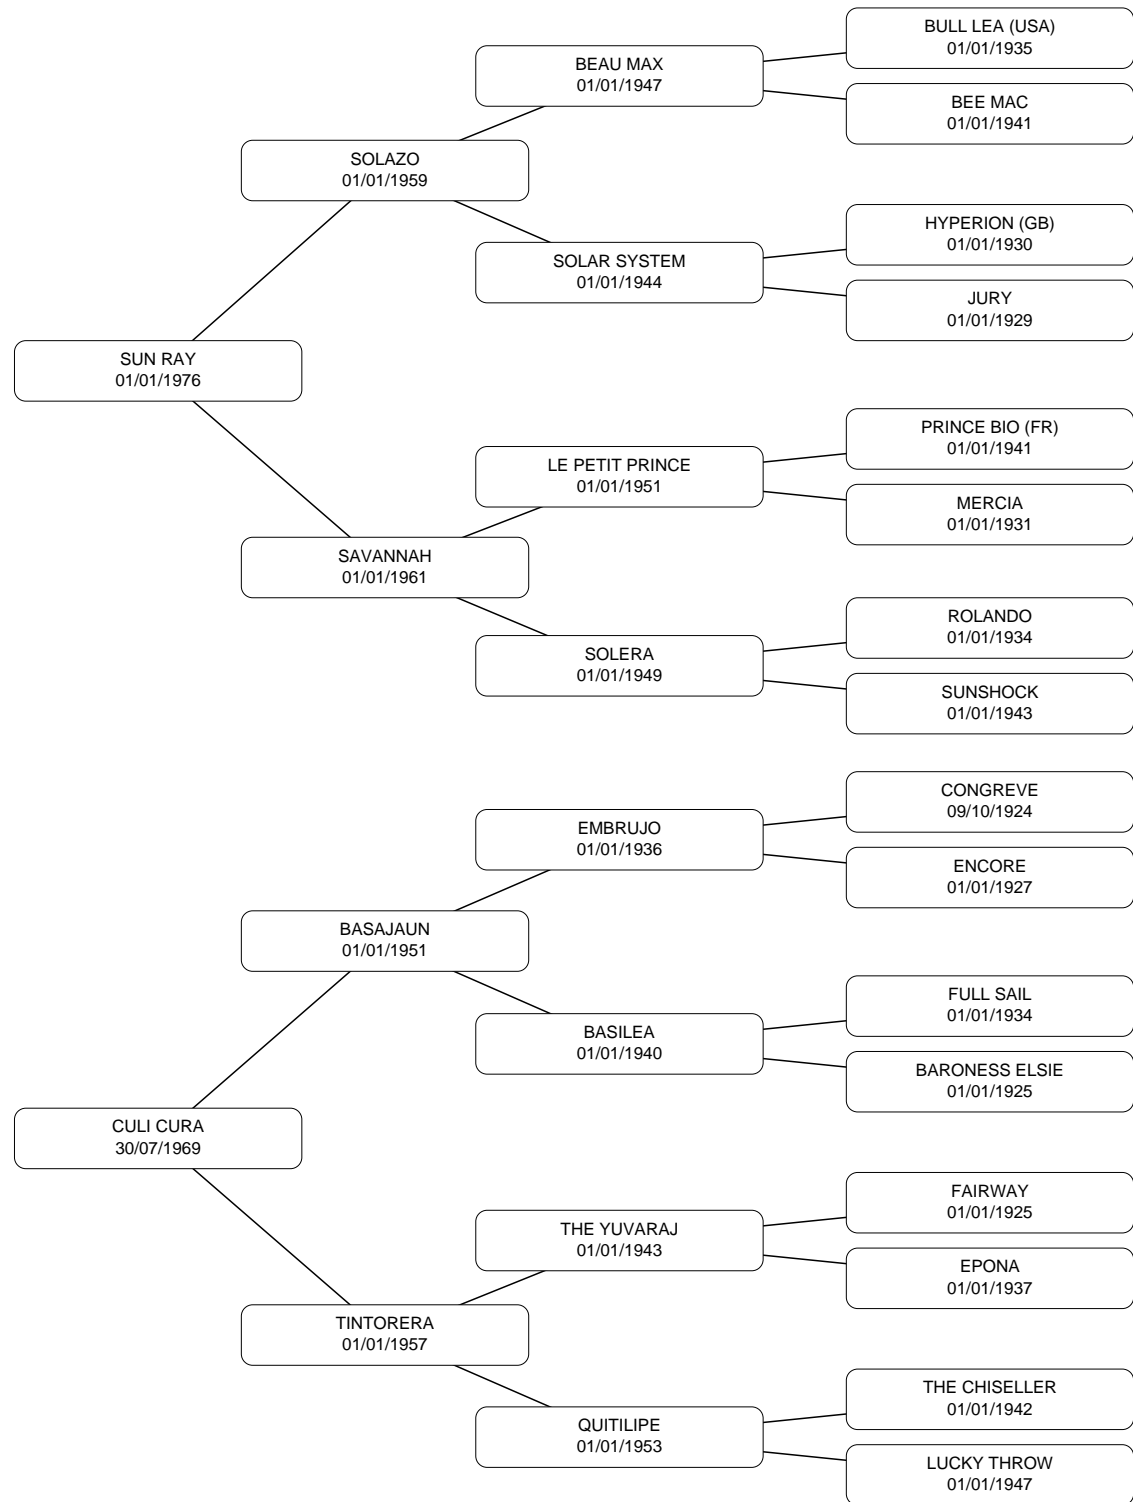 BULL LEA (USA)
01/01/1935
BEAU MAX
01/01/1947
BEE MAC
01/01/1941
SOLAZO
01/01/1959
HYPERION (GB)
01/01/1930
SOLAR SYSTEM
01/01/1944
JURY
01/01/1929
SUN RAY
01/01/1976
PRINCE BIO (FR)
01/01/1941
LE PETIT PRINCE
01/01/1951
MERCIA
01/01/1931
SAVANNAH
01/01/1961
ROLANDO
01/01/1934
SOLERA
01/01/1949
SUNSHOCK
01/01/1943
CONGREVE
09/10/1924
EMBRUJO
01/01/1936
ENCORE
01/01/1927
BASAJAUN
01/01/1951
FULL SAIL
01/01/1934
BASILEA
01/01/1940
BARONESS ELSIE
01/01/1925
CULI CURA
30/07/1969
FAIRWAY
01/01/1925
THE YUVARAJ
01/01/1943
EPONA
01/01/1937
TINTORERA
01/01/1957
THE CHISELLER
01/01/1942
QUITILIPE
01/01/1953
LUCKY THROW
01/01/1947